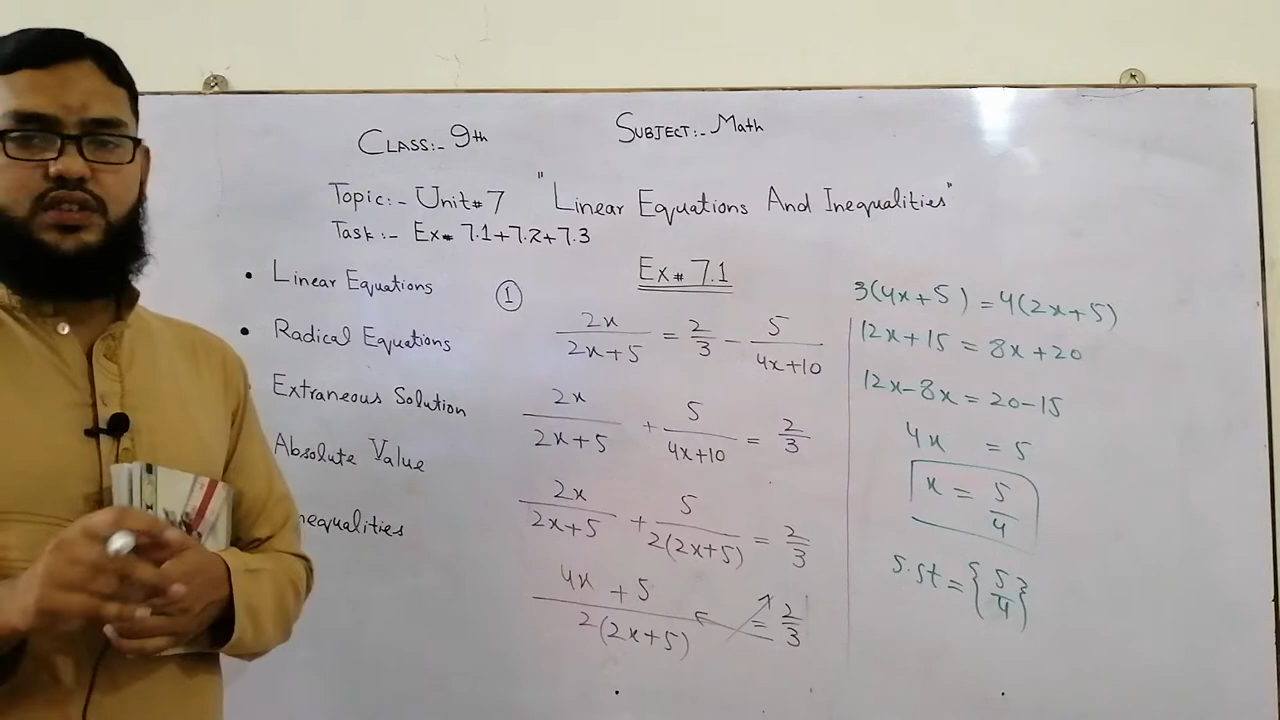 CLASS:- 9th SUBJECT:- Math
Topic:- Unit# 7 "Linear Equations And Inequalities"
Task:- Ex# 7.1+7.2+7.3
• Linear Equations
• Radical Equations
Extraneous Solution
Absolute Value
nequalities
Ex# 7.1
① 2x/(2x+5) = 2/3 - 5/(4x+10)
2x/(2x+5) + 5/(4x+10) = 2/3
2x/(2x+5) + 5/(2(2x+5)) = 2/3
(4x+5)/(2(2x+5)) = 2/3
3(4x+5) = 4(2x+5)
12x+15 = 8x+20
12x-8x = 20-15
4x = 5
x = 5/4
S.St = {5/4}